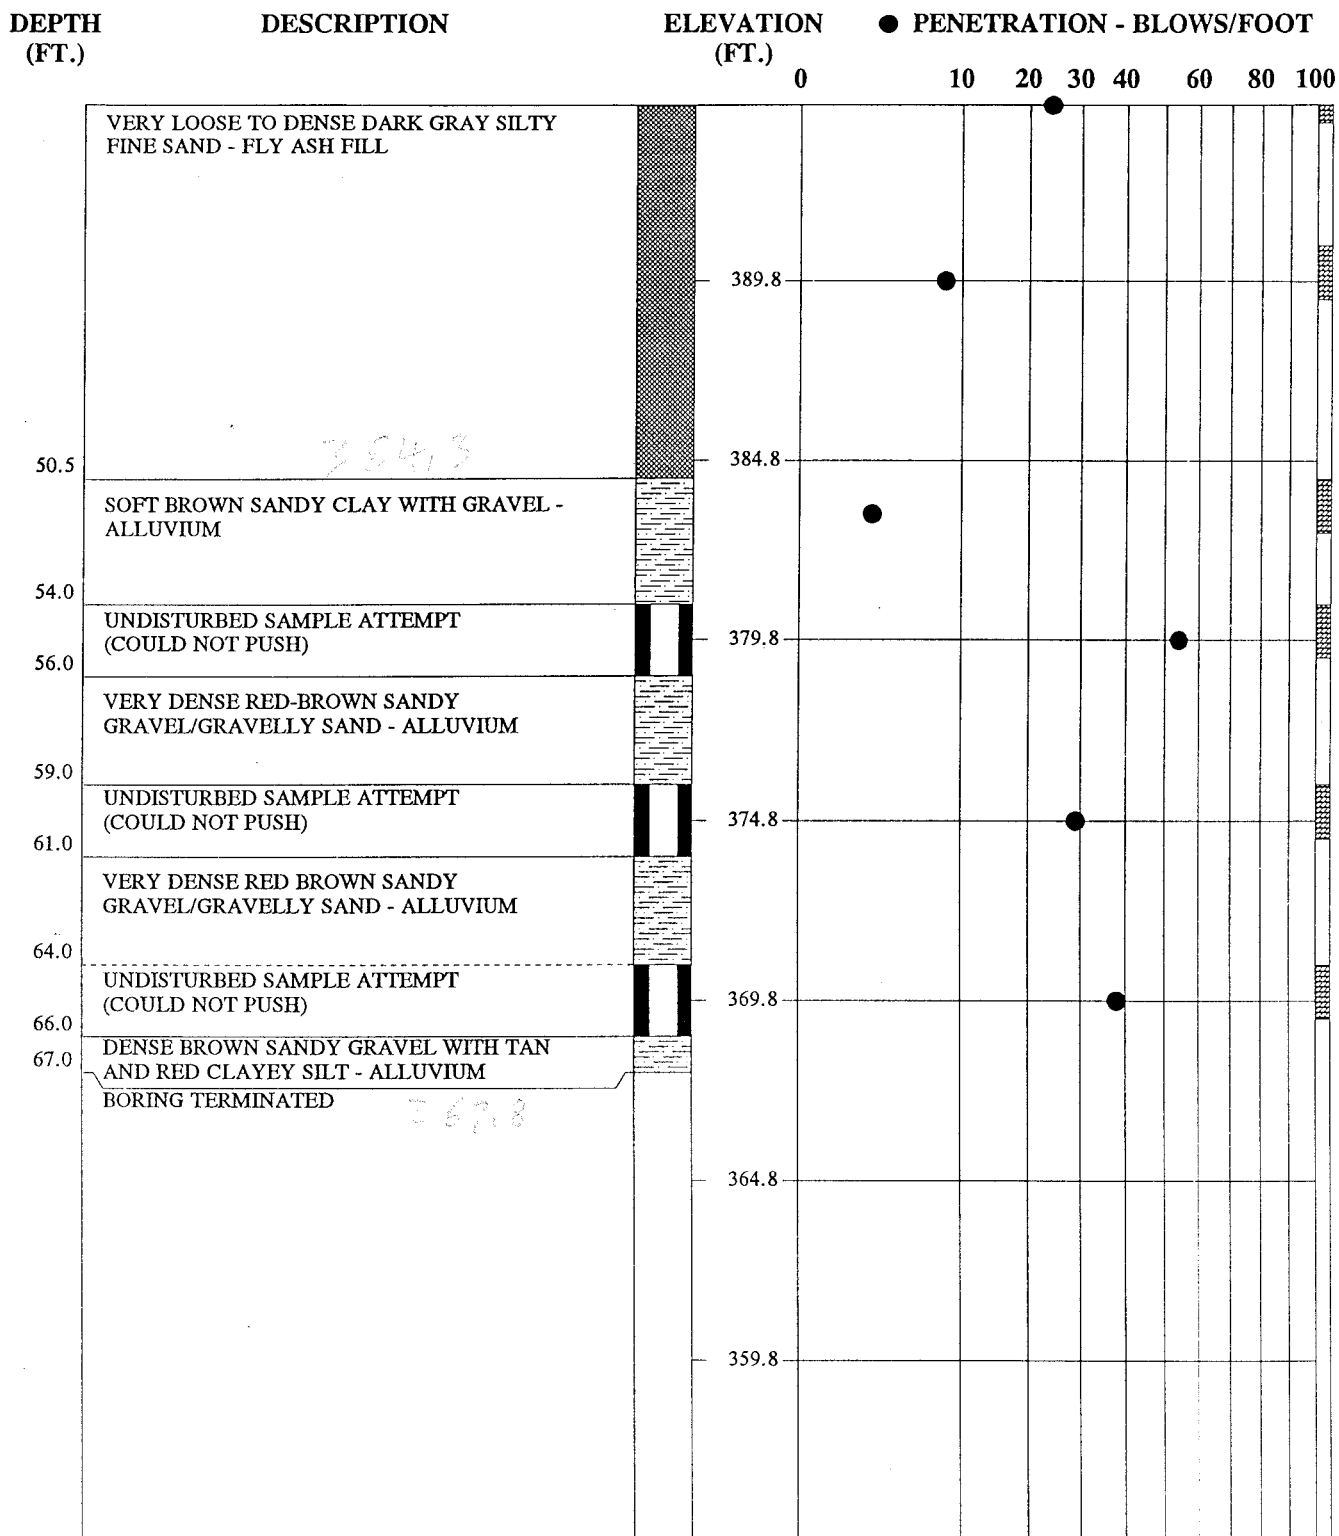 DEPTH DESCRIPTION ELEVATION ● PENETRATION - BLOWS/FOOT
(FT.) (FT.)
0 10 20 30 40 60 80 100
VERY LOOSE TO DENSE DARK GRAY SILTY
FINE SAND - FLY ASH FILL
389.8
384.8
50.5
SOFT BROWN SANDY CLAY WITH GRAVEL -
ALLUVIUM
54.0
UNDISTURBED SAMPLE ATTEMPT
(COULD NOT PUSH)
379.8
56.0
VERY DENSE RED-BROWN SANDY
GRAVEL/GRAVELLY SAND - ALLUVIUM
59.0
UNDISTURBED SAMPLE ATTEMPT
(COULD NOT PUSH)
374.8
61.0
VERY DENSE RED BROWN SANDY
GRAVEL/GRAVELLY SAND - ALLUVIUM
64.0
UNDISTURBED SAMPLE ATTEMPT
(COULD NOT PUSH)
369.8
66.0
DENSE BROWN SANDY GRAVEL WITH TAN
67.0
AND RED CLAYEY SILT - ALLUVIUM
BORING TERMINATED
364.8
359.8